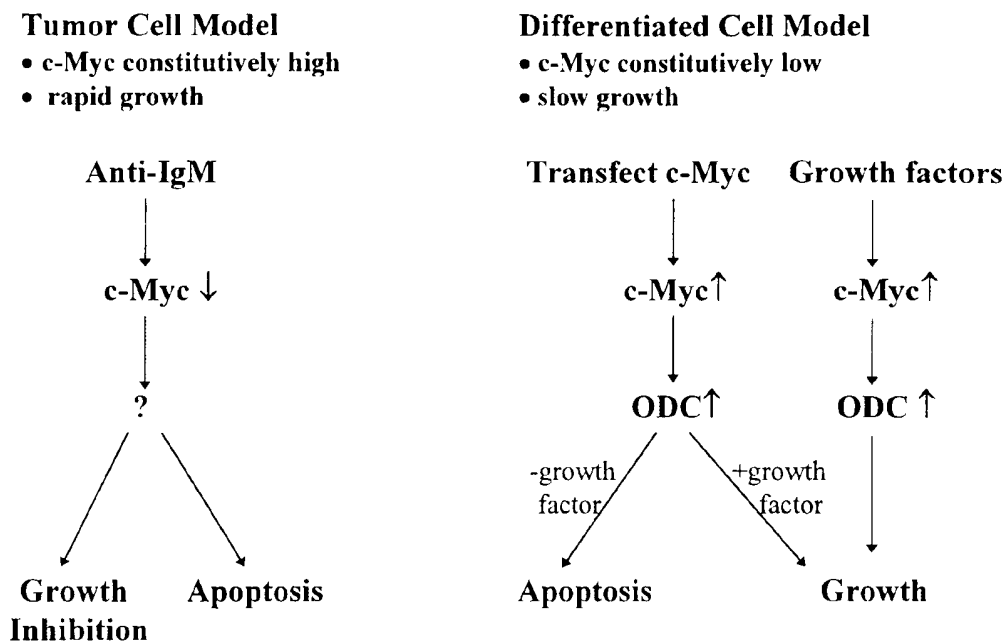 Tumor Cell Model
• c-Myc constitutively high
• rapid growth
Anti-IgM
c-Myc ↓
?
Growth
Inhibition
Apoptosis
Differentiated Cell Model
• c-Myc constitutively low
• slow growth
Transfect c-Myc
Growth factors
c-Myc↑
c-Myc↑
ODC↑
ODC ↑
-growth
factor
+growth
factor
Apoptosis
Growth